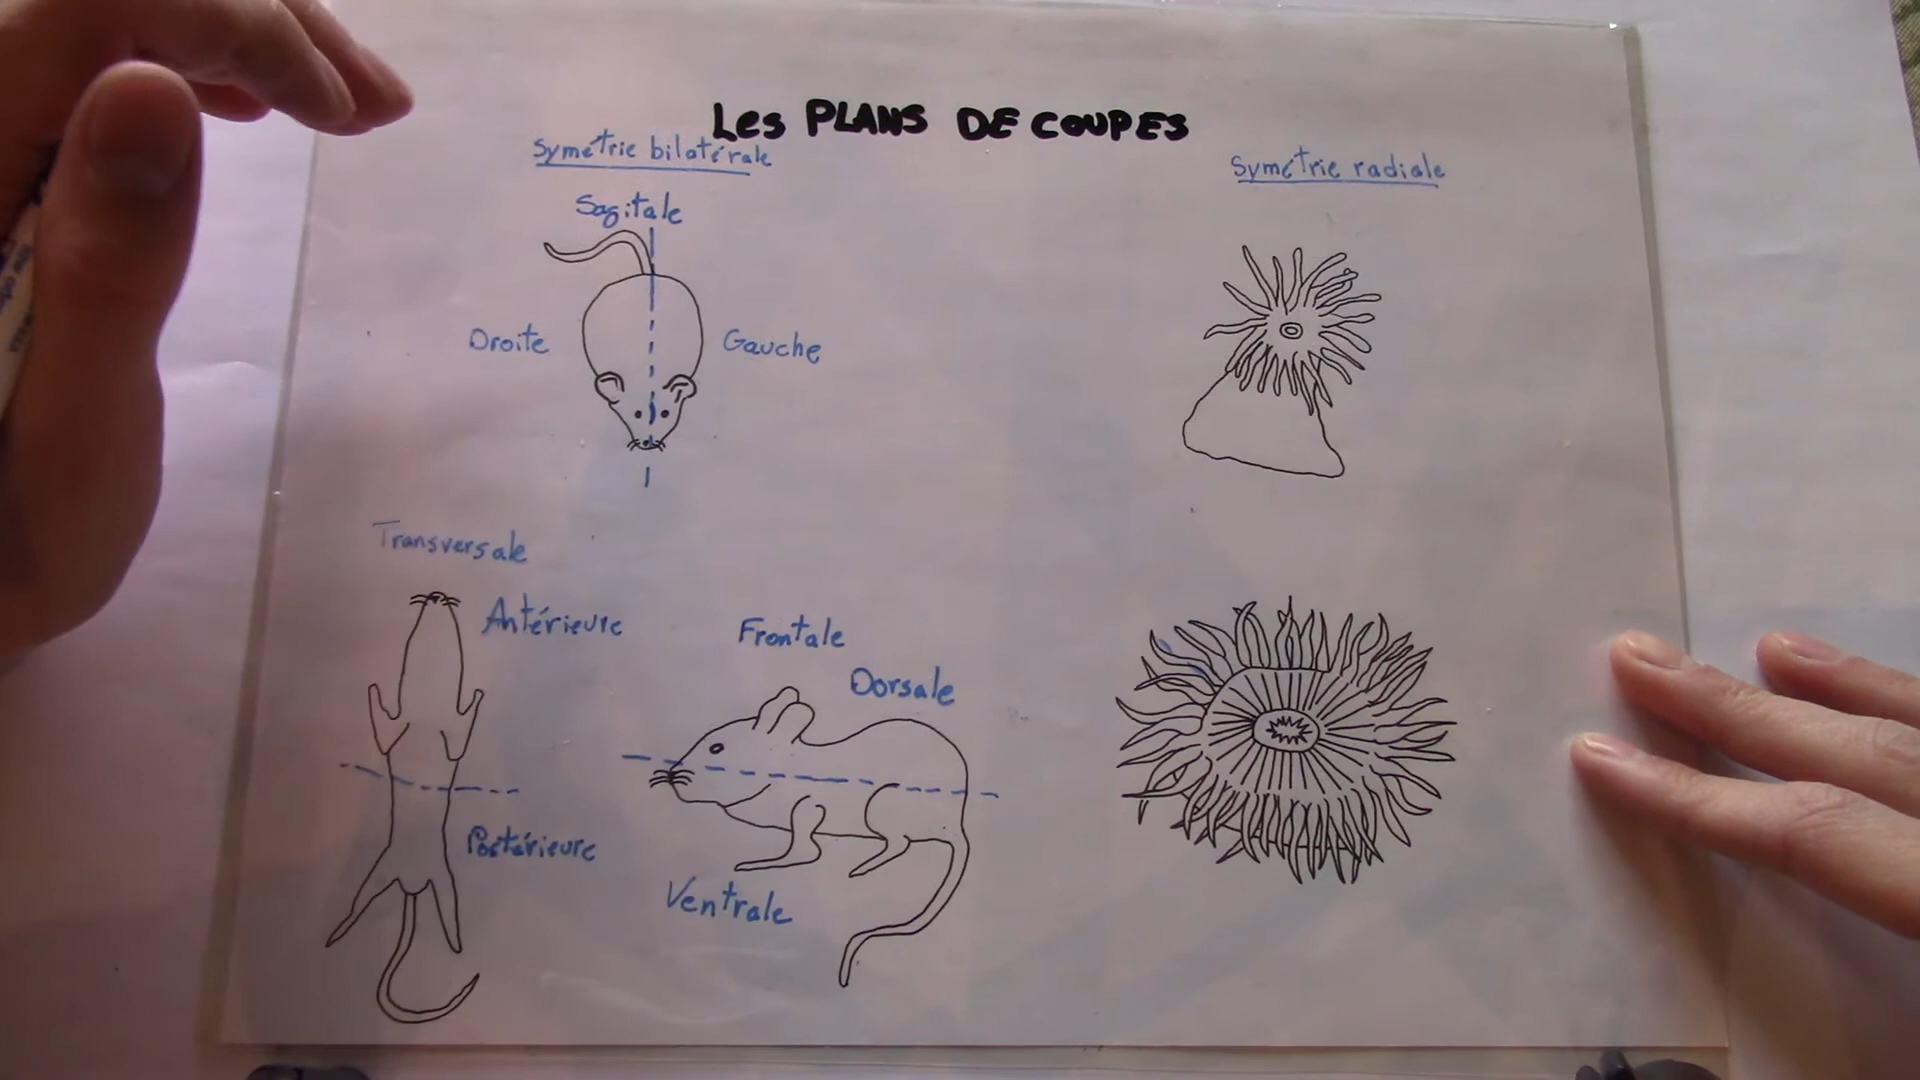 Les PLANS DE COUPES
Symétrie bilatérale
Symétrie radiale
Sagitale
Droite
Gauche
Transversale
Antérieure
Postérieure
Frontale
Dorsale
Ventrale